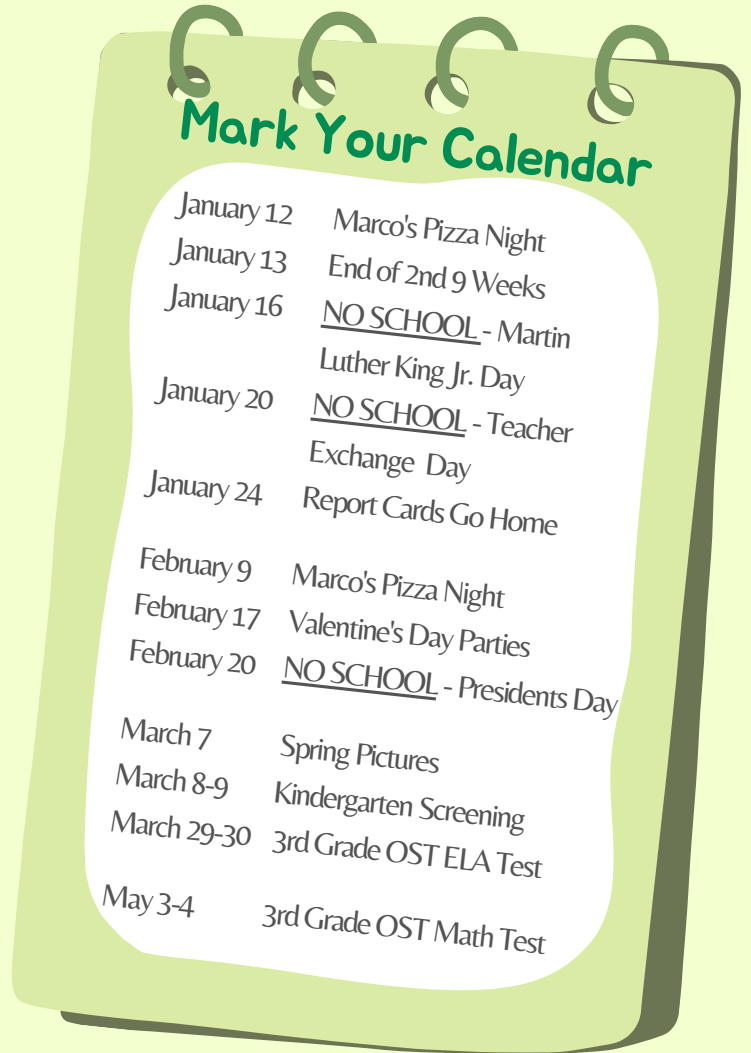 Mark Your Calendar
January 12 Marco's Pizza Night
January 13 End of 2nd 9 Weeks
January 16 NO SCHOOL - Martin
Luther King Jr. Day
January 20 NO SCHOOL - Teacher
Exchange Day
January 24 Report Cards Go Home
February 9 Marco's Pizza Night
February 17 Valentine's Day Parties
February 20 NO SCHOOL - Presidents Day
March 7 Spring Pictures
March 8-9 Kindergarten Screening
March 29-30 3rd Grade OST ELA Test
May 3-4 3rd Grade OST Math Test